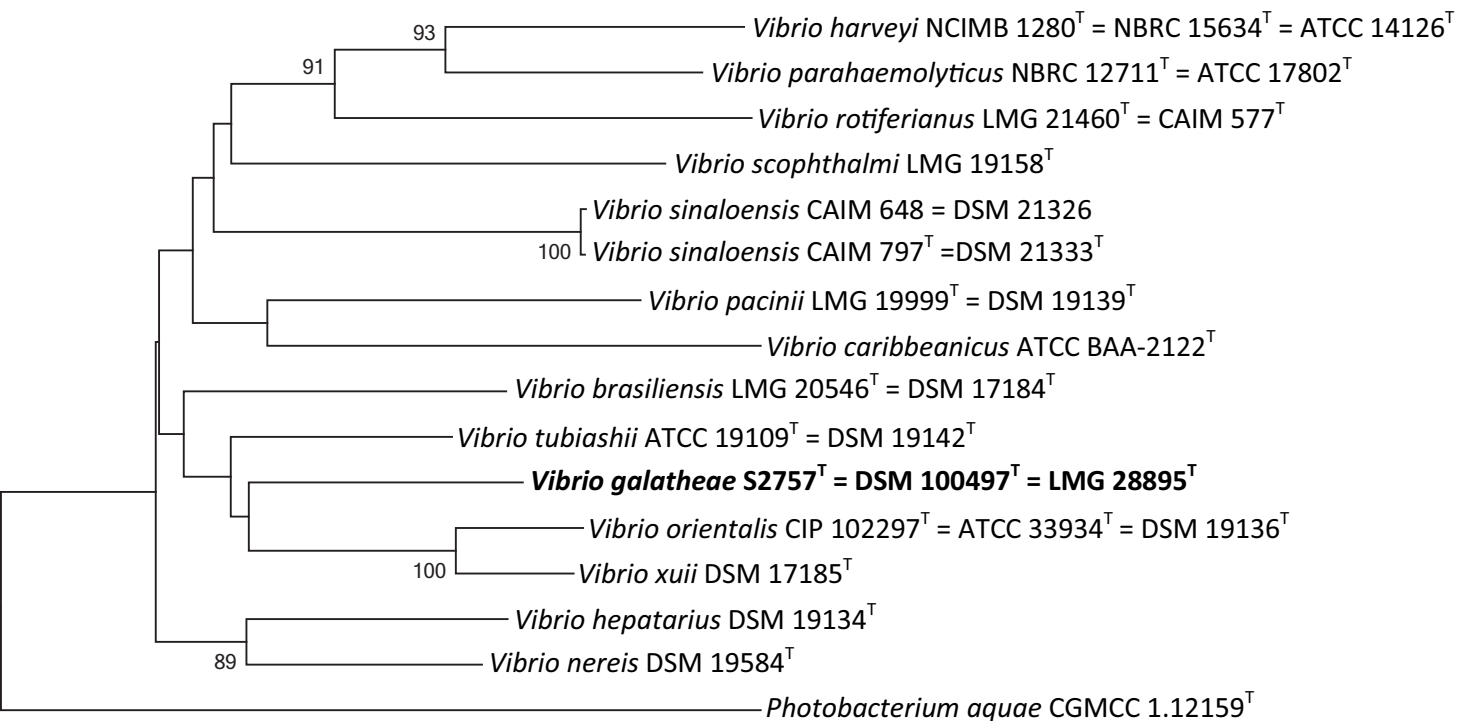 93
Vibrio harveyi NCIMB 1280ᵀ = NBRC 15634ᵀ = ATCC 14126ᵀ
91
Vibrio parahaemolyticus NBRC 12711ᵀ = ATCC 17802ᵀ
Vibrio rotiferianus LMG 21460ᵀ = CAIM 577ᵀ
Vibrio scophthalmi LMG 19158ᵀ
Vibrio sinaloensis CAIM 648 = DSM 21326
100
Vibrio sinaloensis CAIM 797ᵀ =DSM 21333ᵀ
Vibrio pacinii LMG 19999ᵀ = DSM 19139ᵀ
Vibrio caribbeanicus ATCC BAA-2122ᵀ
Vibrio brasiliensis LMG 20546ᵀ = DSM 17184ᵀ
Vibrio tubiashii ATCC 19109ᵀ = DSM 19142ᵀ
Vibrio galatheae S2757ᵀ = DSM 100497ᵀ = LMG 28895ᵀ
Vibrio orientalis CIP 102297ᵀ = ATCC 33934ᵀ = DSM 19136ᵀ
100
Vibrio xuii DSM 17185ᵀ
Vibrio hepatarius DSM 19134ᵀ
89
Vibrio nereis DSM 19584ᵀ
Photobacterium aquae CGMCC 1.12159ᵀ